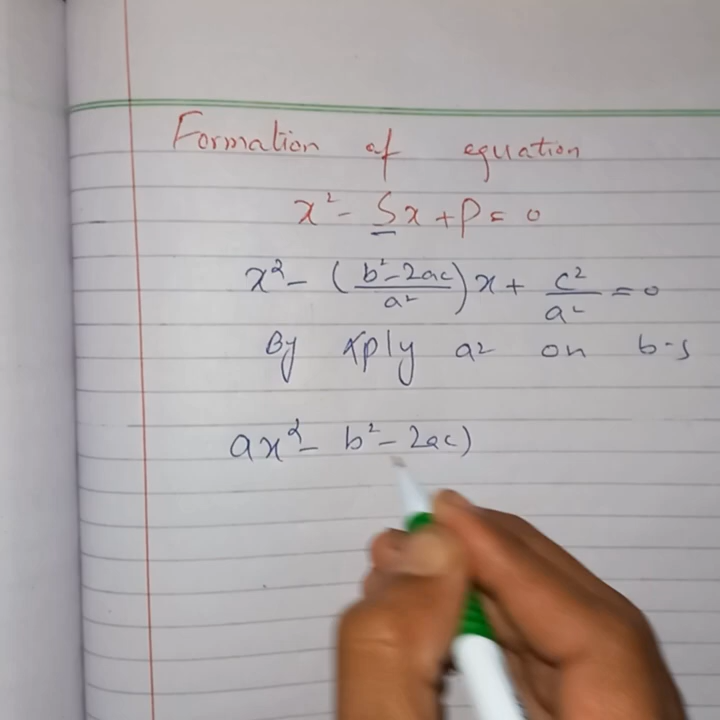 Formation of equation
x² - Sx + P = 0
x² - (b² - 2ac / a²) x + c² / a² = 0
By xply a² on b-s
ax² - b² - 2ac)